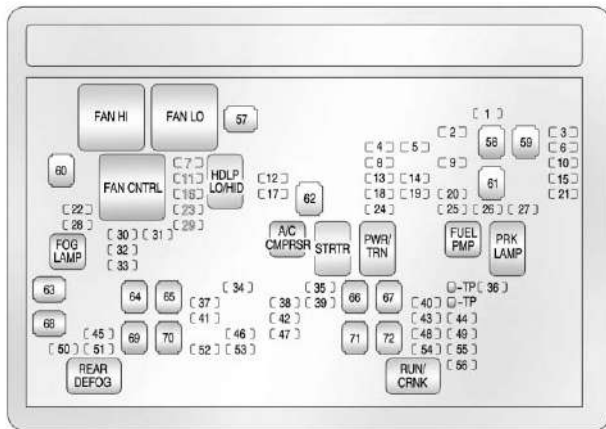 [ 1 ]
FAN HI
FAN LO
57
[ 2 ]
58
59
[ 3 ]
[ 4 ]
[ 5 ]
[ 6 ]
60
FAN CNTRL
[ 7 ]
HDLP
LO/HID
[ 8 ]
[ 9 ]
[ 10 ]
[ 11 ]
[ 12 ]
[ 13 ]
[ 14 ]
61
[ 15 ]
[ 16 ]
[ 17 ]
62
[ 18 ]
[ 19 ]
[ 20 ]
[ 21 ]
[ 22 ]
[ 23 ]
[ 24 ]
[ 25 ]
[ 26 ]
[ 27 ]
[ 28 ]
[ 29 ]
FOG
LAMP
[ 30 ]
[ 31 ]
[ 32 ]
[ 33 ]
A/C
CMPRSR
STRTR
PWR/
TRN
FUEL
PMP
PRK
LAMP
63
64
65
[ 34 ]
[ 35 ]
66
67
-TP
[ 36 ]
[ 37 ]
[ 38 ]
[ 39 ]
[ 40 ]
-TP
68
[ 41 ]
[ 42 ]
[ 43 ]
[ 44 ]
[ 45 ]
69
70
[ 46 ]
[ 47 ]
71
72
[ 48 ]
[ 49 ]
[ 50 ]
[ 51 ]
[ 52 ]
[ 53 ]
[ 54 ]
[ 55 ]
REAR
DEFOG
RUN/
CRNK
[ 56 ]